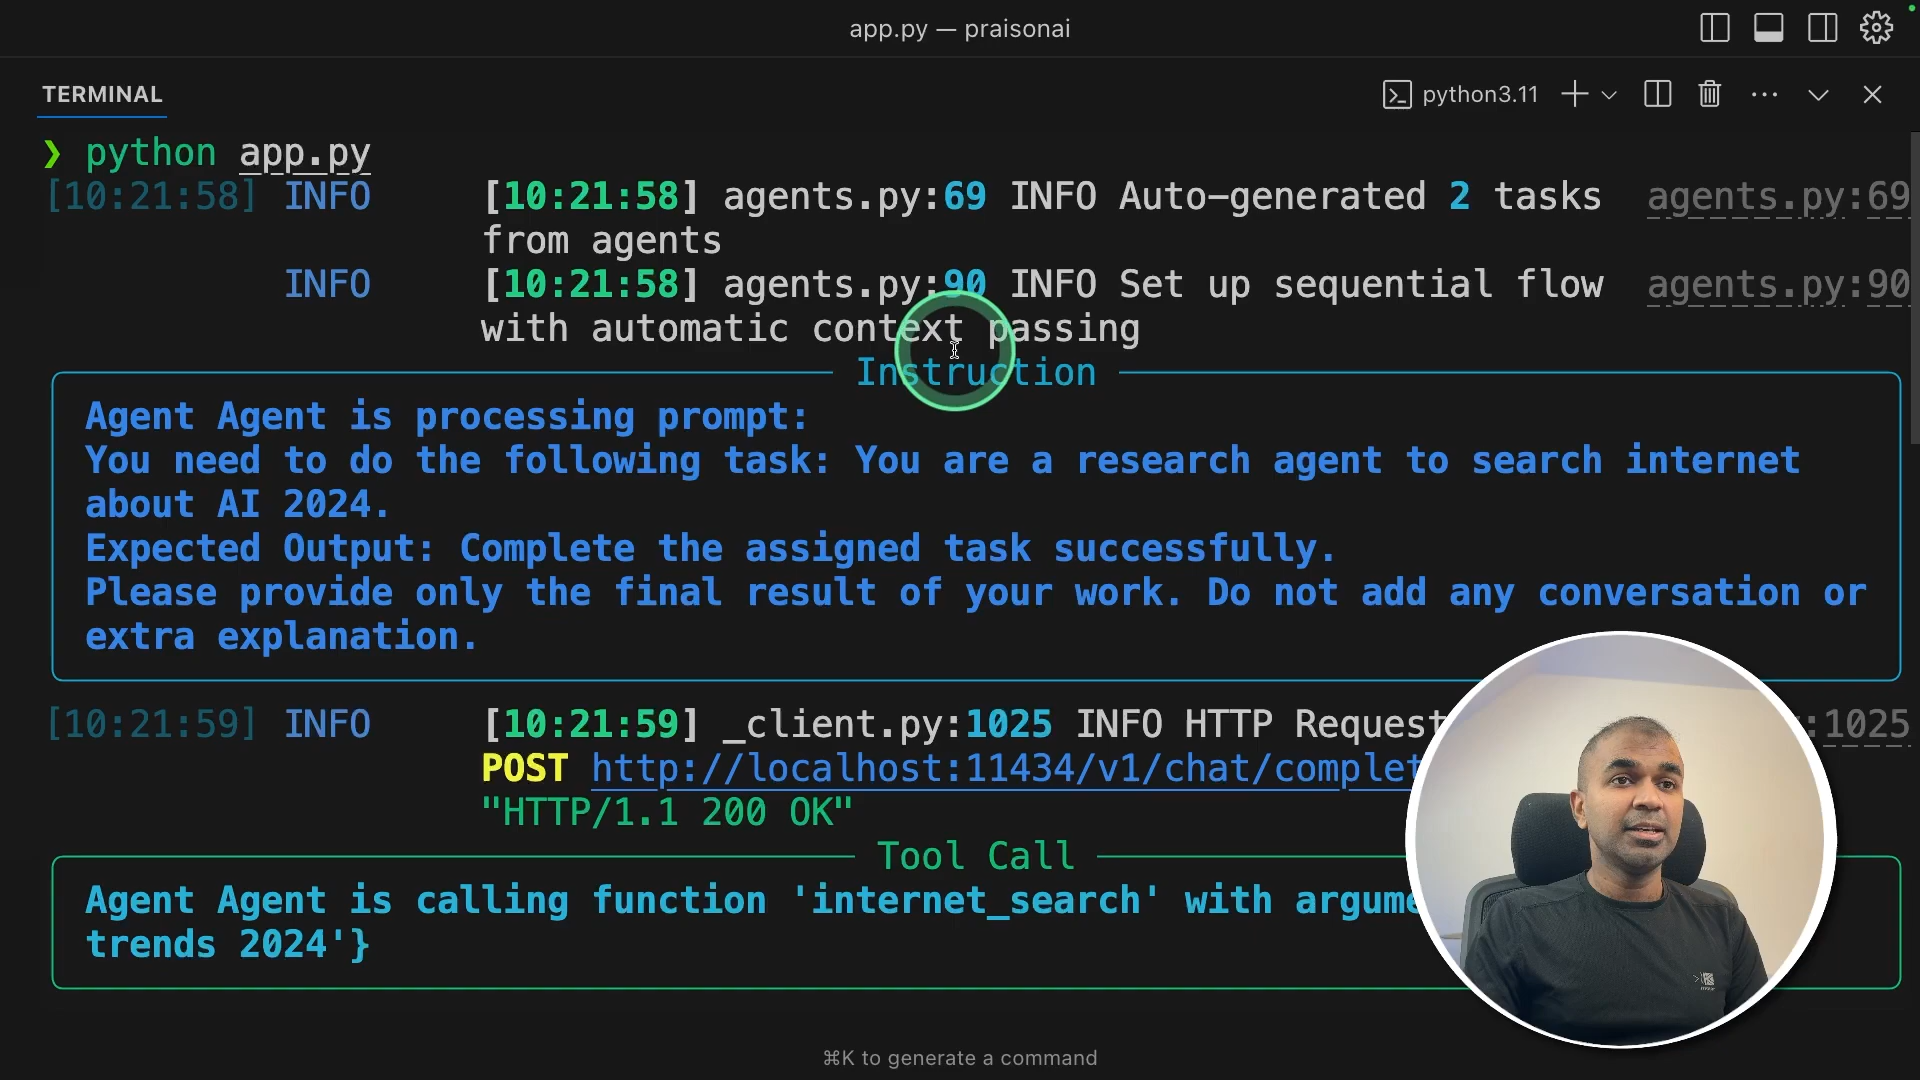 app.py — praisonai
TERMINAL
python3.11
❯ python app.py
[10:21:58] INFO [10:21:58] agents.py:69 INFO Auto-generated 2 tasks agents.py:69
from agents
INFO [10:21:58] agents.py:90 INFO Set up sequential flow agents.py:90
with automatic context passing
Instruction
Agent Agent is processing prompt:
You need to do the following task: You are a research agent to search internet
about AI 2024.
Expected Output: Complete the assigned task successfully.
Please provide only the final result of your work. Do not add any conversation or
extra explanation.
[10:21:59] INFO [10:21:59] _client.py:1025 INFO HTTP Request :1025
POST http://localhost:11434/v1/chat/complet
"HTTP/1.1 200 OK"
Tool Call
Agent Agent is calling function 'internet_search' with argume
trends 2024'}
⌘K to generate a command